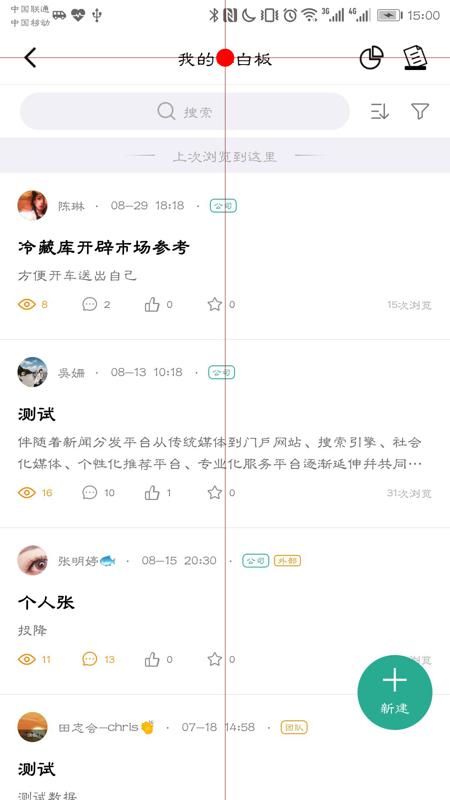 中国联通
中国移动
3G 4G 15:00
我的 白板
搜索
上次浏览到这里
陈琳 · 08-29 18:18 · 公司
冷藏库开辟市场参考
方便开车送出自己
8 2 0 0 15次浏览
吴姗 · 08-13 10:18 · 公司
测试
伴随着新闻分发平台从传统媒体到门户网站、搜索引擎、社会
化媒体、个性化推荐平台、专业化服务平台逐渐延伸并共同…
16 10 1 0 31次浏览
张明婷🐟 · 08-15 20:30 · 公司 外部
个人张
投降
11 13 0 0 浏览
新建
田志会-chris👏 · 07-18 14:58 · 团队
测试
测试数据